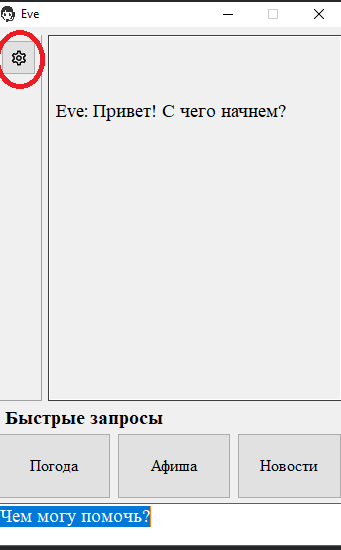 Eve
Eve: Привет! С чего начнем?
Быстрые запросы
Погода
Афиша
Новости
Чем могу помочь?